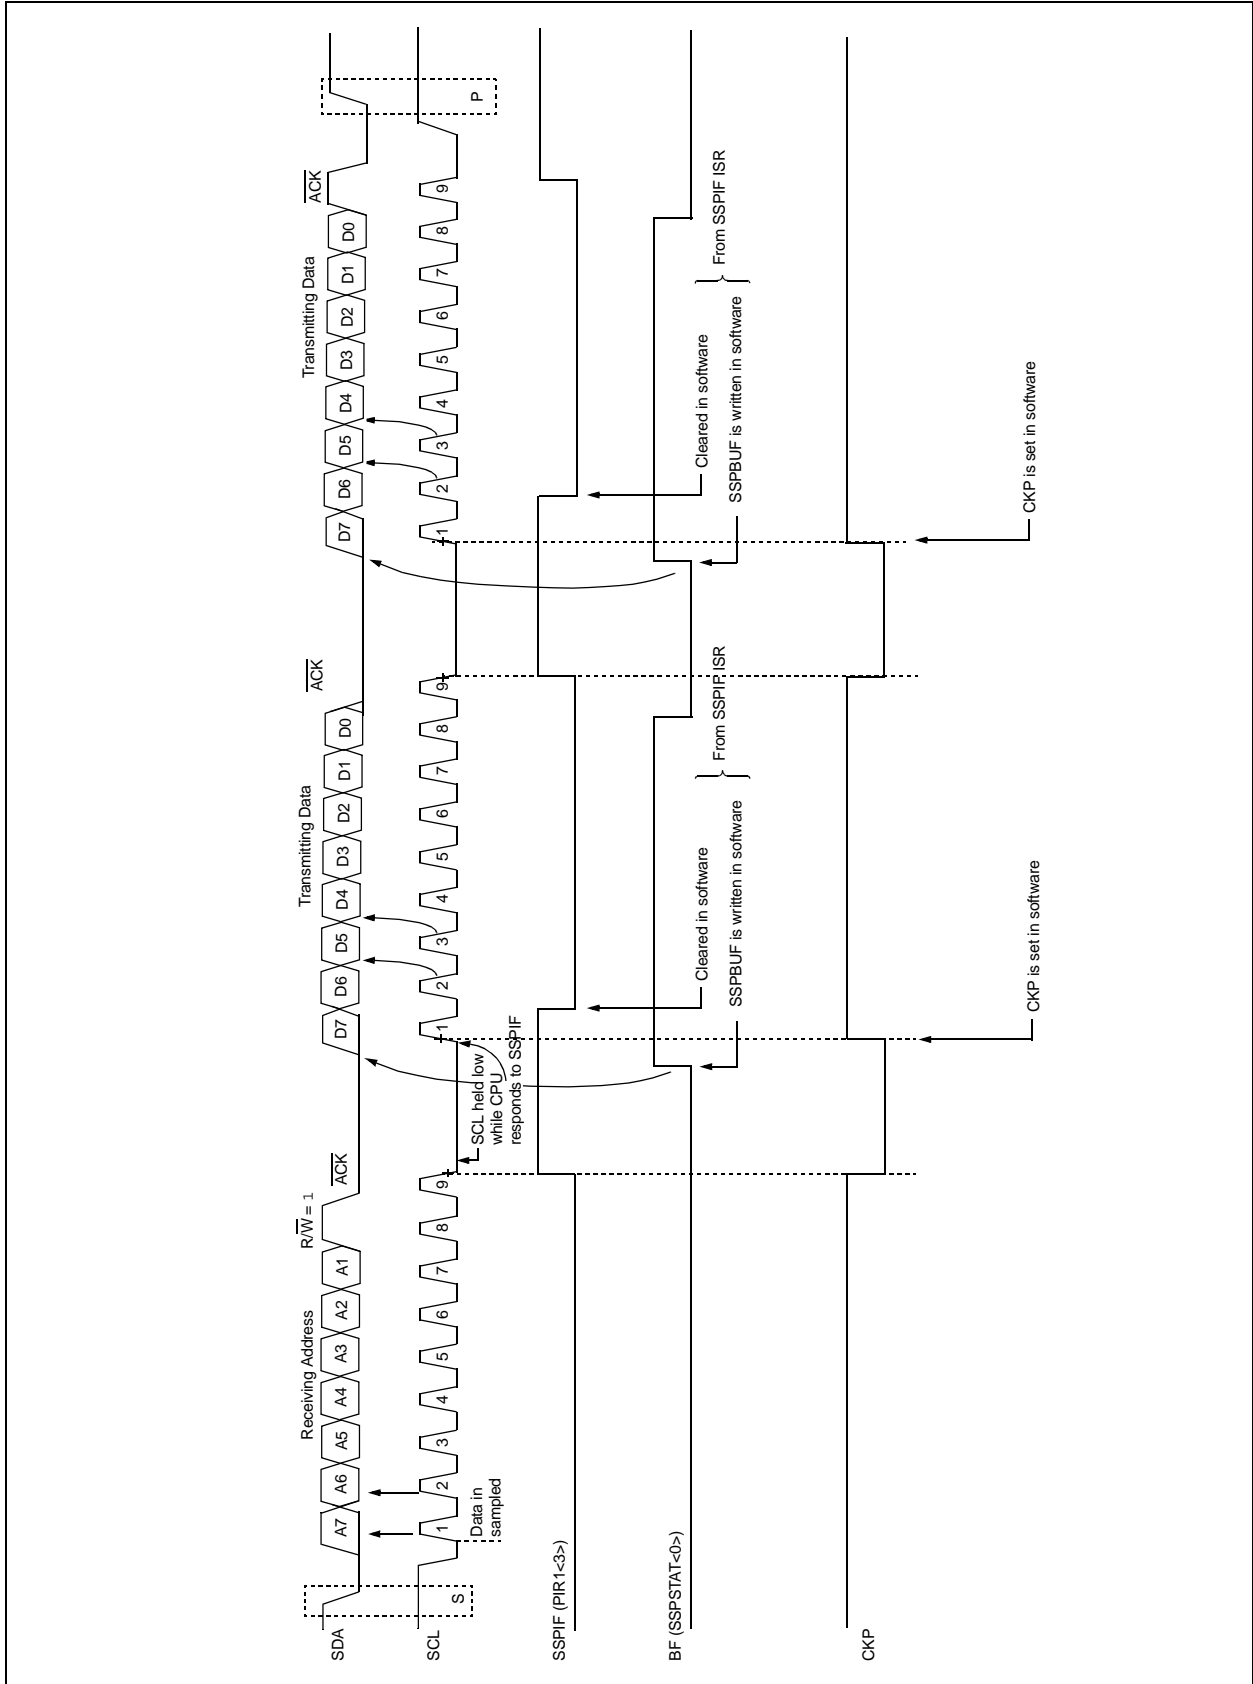 Receiving Address
R/W = 1
ACK
Transmitting Data
ACK
Transmitting Data
ACK
SDA
A7 A6 A5 A4 A3 A2 A1
D7 D6 D5 D4 D3 D2 D1 D0
D7 D6 D5 D4 D3 D2 D1 D0
SCL
S
1 2 3 4 5 6 7 8 9
1 2 3 4 5 6 7 8 9
1 2 3 4 5 6 7 8 9
P
Data in
sampled
SCL held low
while CPU
responds to SSPIF
SSPIF (PIR1<3>)
Cleared in software
Cleared in software
BF (SSPSTAT<0>)
From SSPIF ISR
SSPBUF is written in software
From SSPIF ISR
SSPBUF is written in software
CKP
CKP is set in software
CKP is set in software